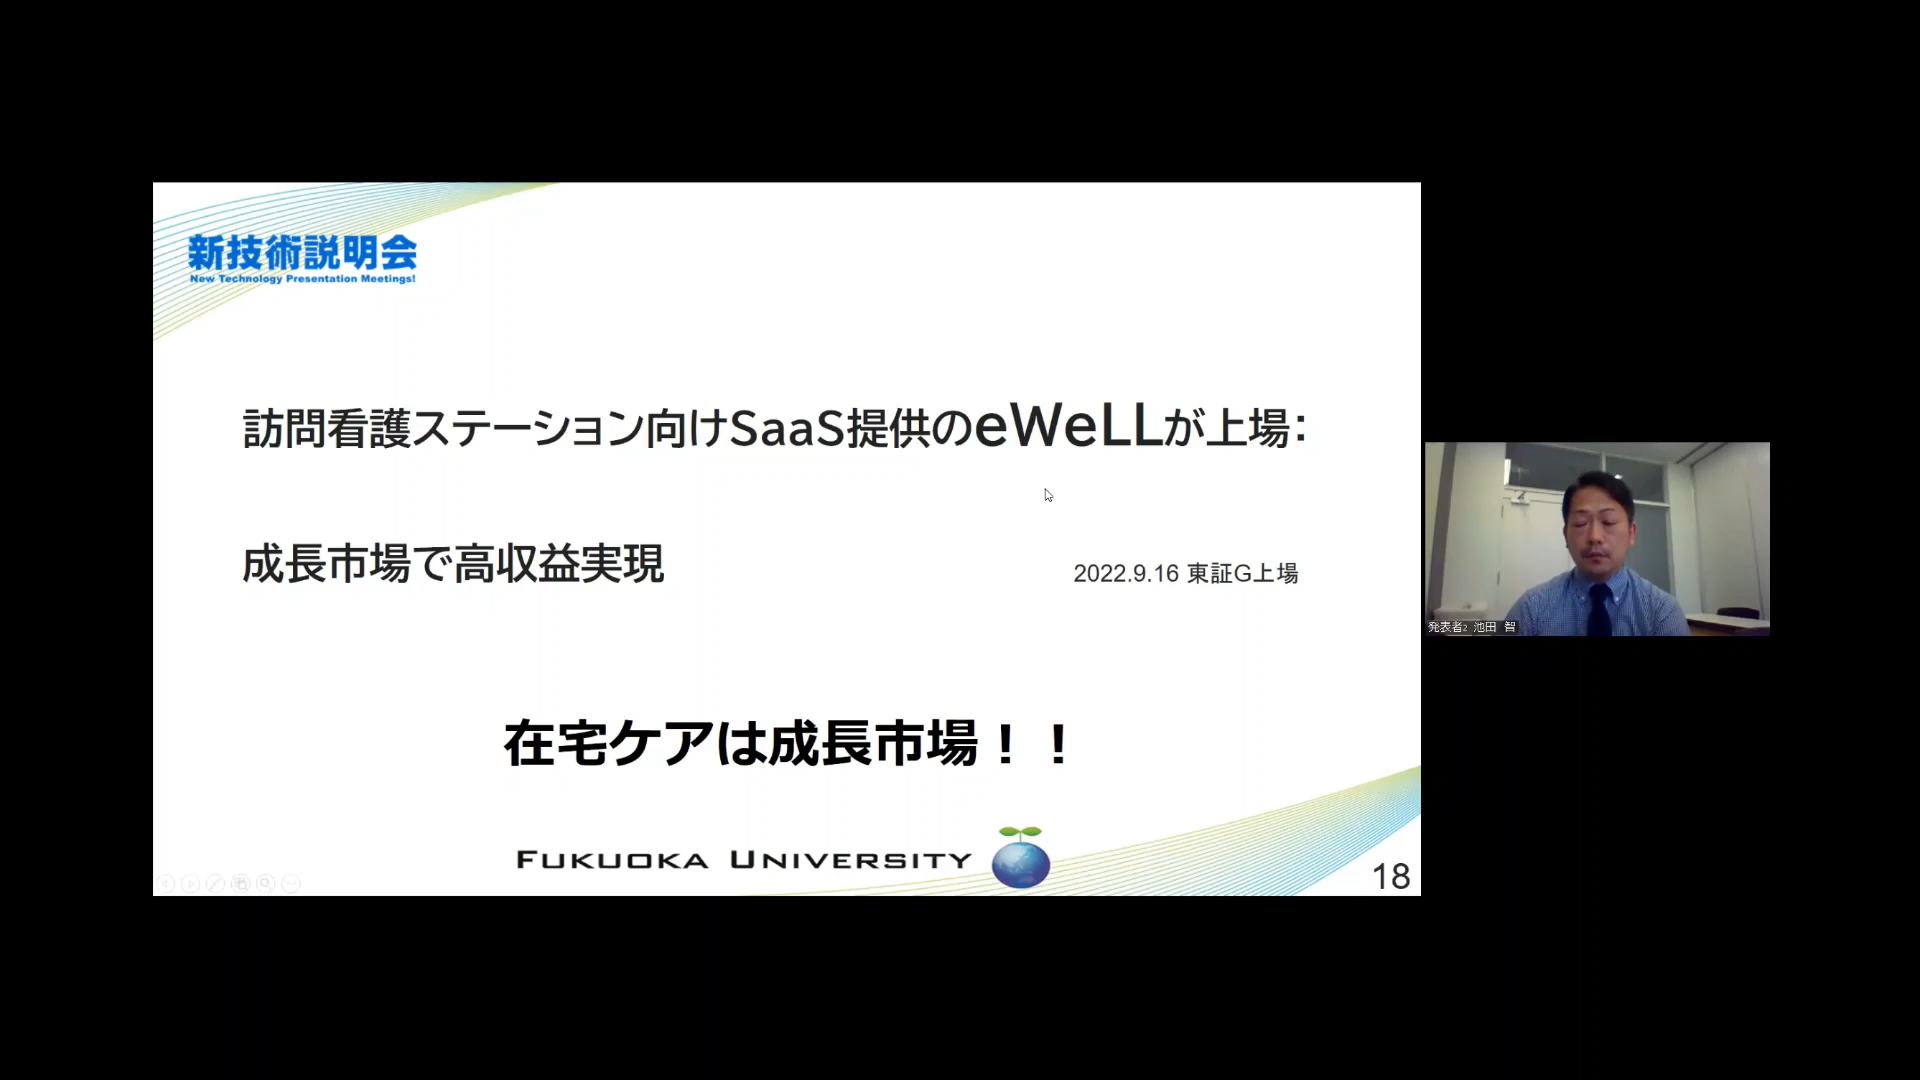 新技術説明会
New Technology Presentation Meetings!
訪問看護ステーション向けSaaS提供のeWeLLが上場：
成長市場で高収益実現
2022.9.16 東証G上場
在宅ケアは成長市場！！
FUKUOKA UNIVERSITY
18
発表者2 池田 智